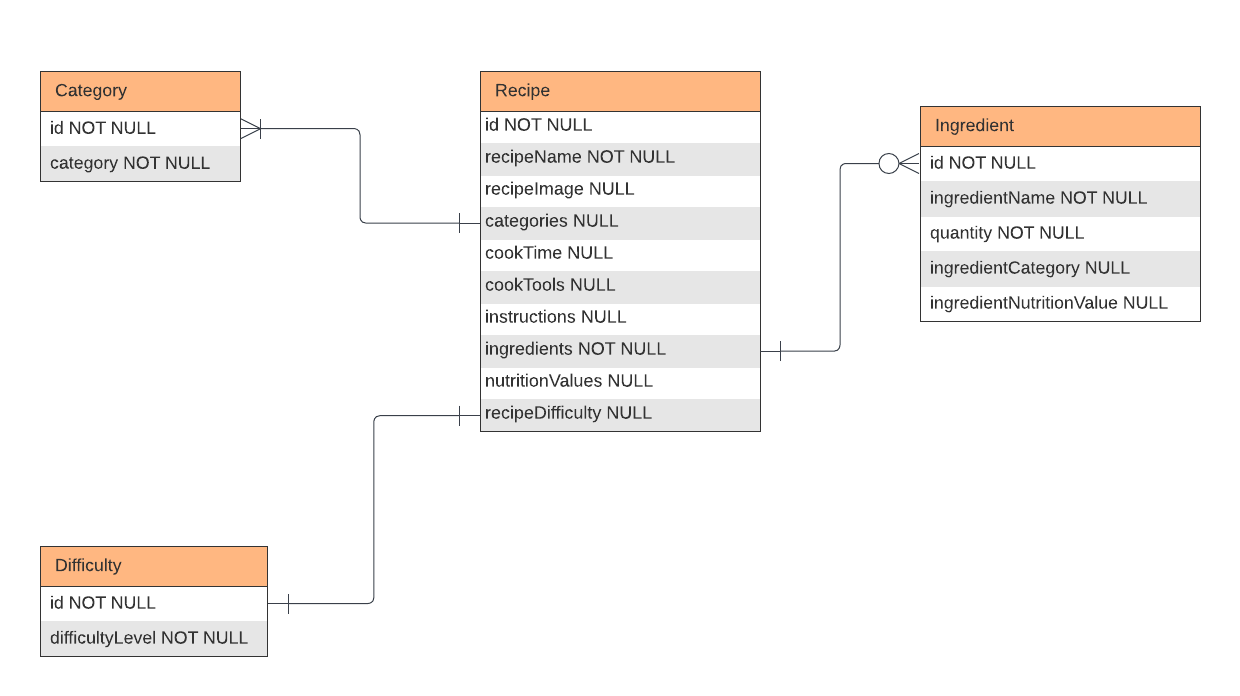 Category
id NOT NULL
category NOT NULL
Recipe
id NOT NULL
recipeName NOT NULL
recipeImage NULL
categories NULL
cookTime NULL
cookTools NULL
instructions NULL
ingredients NOT NULL
nutritionValues NULL
recipeDifficulty NULL
Ingredient
id NOT NULL
ingredientName NOT NULL
quantity NOT NULL
ingredientCategory NULL
ingredientNutritionValue NULL
Difficulty
id NOT NULL
difficultyLevel NOT NULL